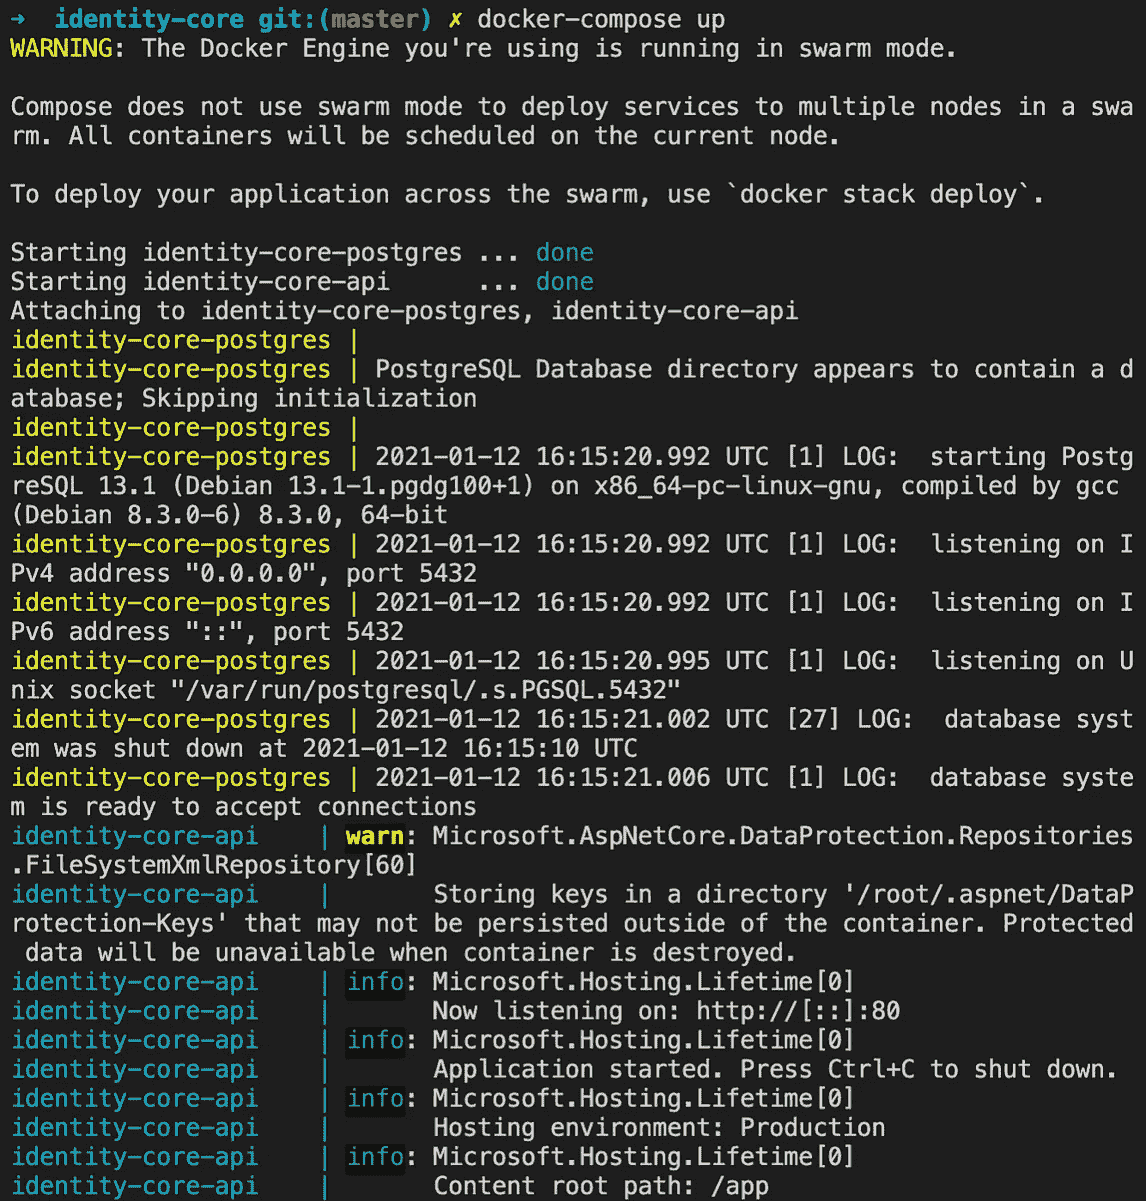 →  identity-core git:(master) ✗ docker-compose up
WARNING: The Docker Engine you're using is running in swarm mode.

Compose does not use swarm mode to deploy services to multiple nodes in a swa
rm. All containers will be scheduled on the current node.

To deploy your application across the swarm, use `docker stack deploy`.

Starting identity-core-postgres ... done
Starting identity-core-api      ... done
Attaching to identity-core-postgres, identity-core-api
identity-core-postgres |
identity-core-postgres | PostgreSQL Database directory appears to contain a d
atabase; Skipping initialization
identity-core-postgres |
identity-core-postgres | 2021-01-12 16:15:20.992 UTC [1] LOG:  starting Postg
reSQL 13.1 (Debian 13.1-1.pgdg100+1) on x86_64-pc-linux-gnu, compiled by gcc
(Debian 8.3.0-6) 8.3.0, 64-bit
identity-core-postgres | 2021-01-12 16:15:20.992 UTC [1] LOG:  listening on I
Pv4 address "0.0.0.0", port 5432
identity-core-postgres | 2021-01-12 16:15:20.992 UTC [1] LOG:  listening on I
Pv6 address "::", port 5432
identity-core-postgres | 2021-01-12 16:15:20.995 UTC [1] LOG:  listening on U
nix socket "/var/run/postgresql/.s.PGSQL.5432"
identity-core-postgres | 2021-01-12 16:15:21.002 UTC [27] LOG:  database syst
em was shut down at 2021-01-12 16:15:10 UTC
identity-core-postgres | 2021-01-12 16:15:21.006 UTC [1] LOG:  database syste
m is ready to accept connections
identity-core-api    | warn: Microsoft.AspNetCore.DataProtection.Repositories
.FileSystemXmlRepository[60]
identity-core-api    |       Storing keys in a directory '/root/.aspnet/DataP
rotection-Keys' that may not be persisted outside of the container. Protected
 data will be unavailable when container is destroyed.
identity-core-api    | info: Microsoft.Hosting.Lifetime[0]
identity-core-api    |       Now listening on: http://[::]:80
identity-core-api    | info: Microsoft.Hosting.Lifetime[0]
identity-core-api    |       Application started. Press Ctrl+C to shut down.
identity-core-api    | info: Microsoft.Hosting.Lifetime[0]
identity-core-api    |       Hosting environment: Production
identity-core-api    | info: Microsoft.Hosting.Lifetime[0]
identity-core-api    |       Content root path: /app